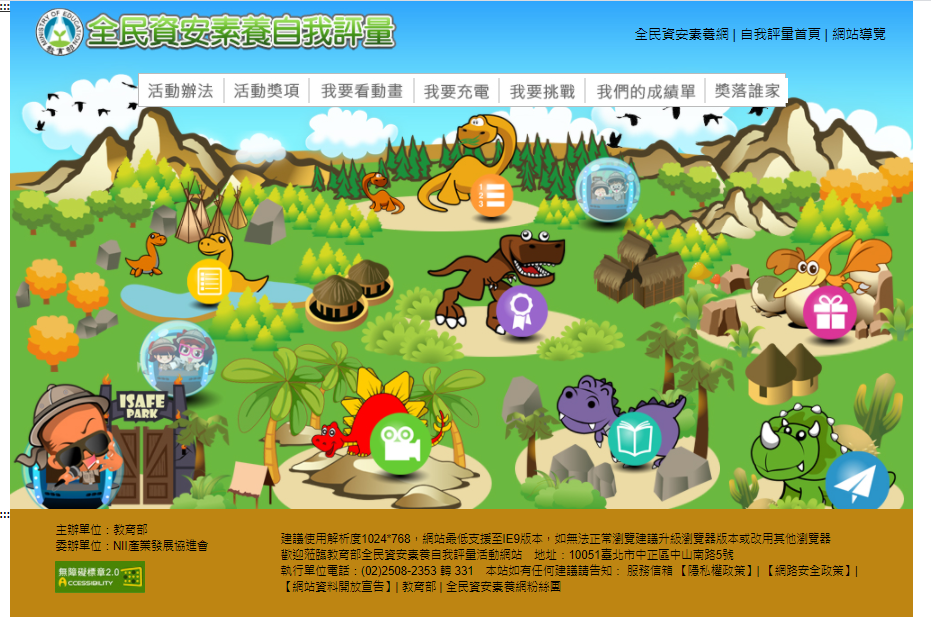 全民資安素養自我評量
MINISTRY OF EDUCATION
教育部
全民資安素養網 | 自我評量首頁 | 網站導覽
活動辦法 | 活動獎項 | 我要看動畫 | 我要充電 | 我要挑戰 | 我們的成績單 | 獎落誰家
1
2
3
ISAFE
PARK
主辦單位：教育部
委辦單位：NII產業發展協進會
無障礙標章2.0
ACCESSIBILITY
建議使用解析度1024*768，網站最低支援至IE9版本，如無法正常瀏覽建議升級瀏覽器版本或改用其他瀏覽器
歡迎蒞臨教育部全民資安素養自我評量活動網站 地址：10051臺北市中正區中山南路5號
執行單位電話：(02)2508-2353 轉 331 本站如有任何建議請告知： 服務信箱 【隱私權政策】| 【網路安全政策】|
【網站資料開放宣告】| 教育部 | 全民資安素養網粉絲團